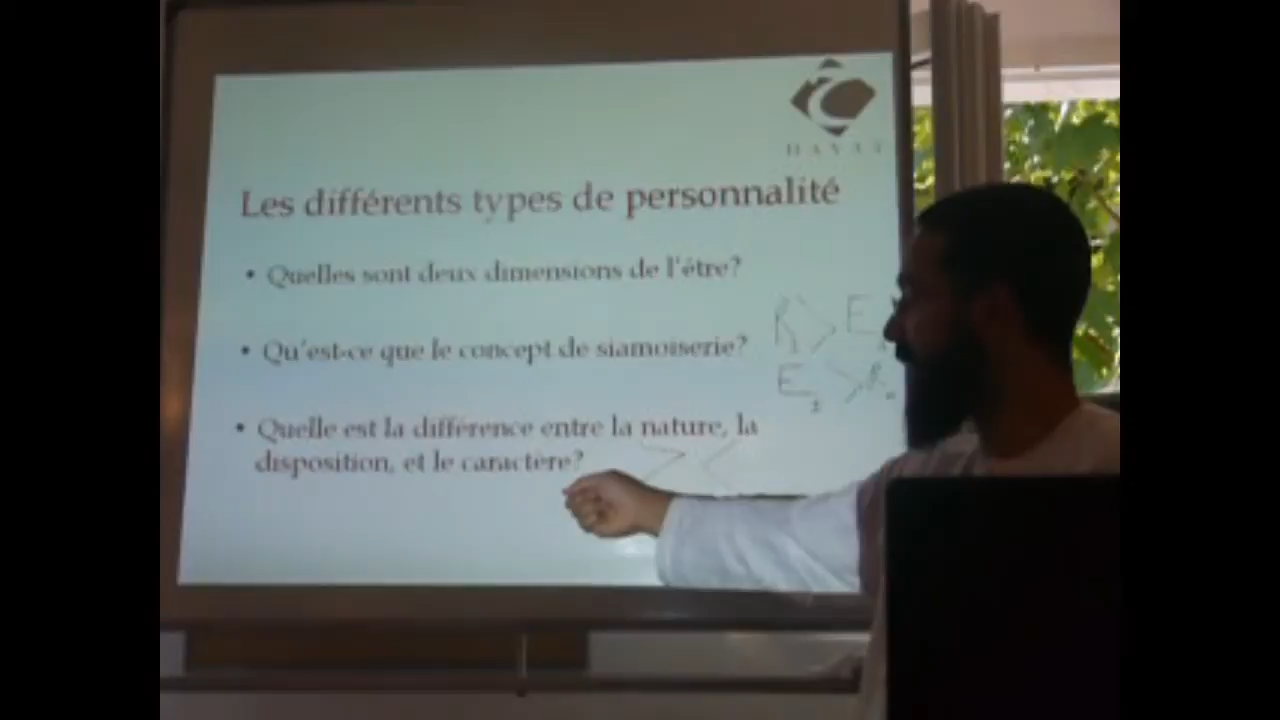 HAYAT
Les différents types de personnalité
• Quelles sont deux dimensions de l'être?
• Qu'est-ce que le concept de siamoiserie?
R > E
E > R
• Quelle est la différence entre la nature, la
disposition, et le caractère?
> <